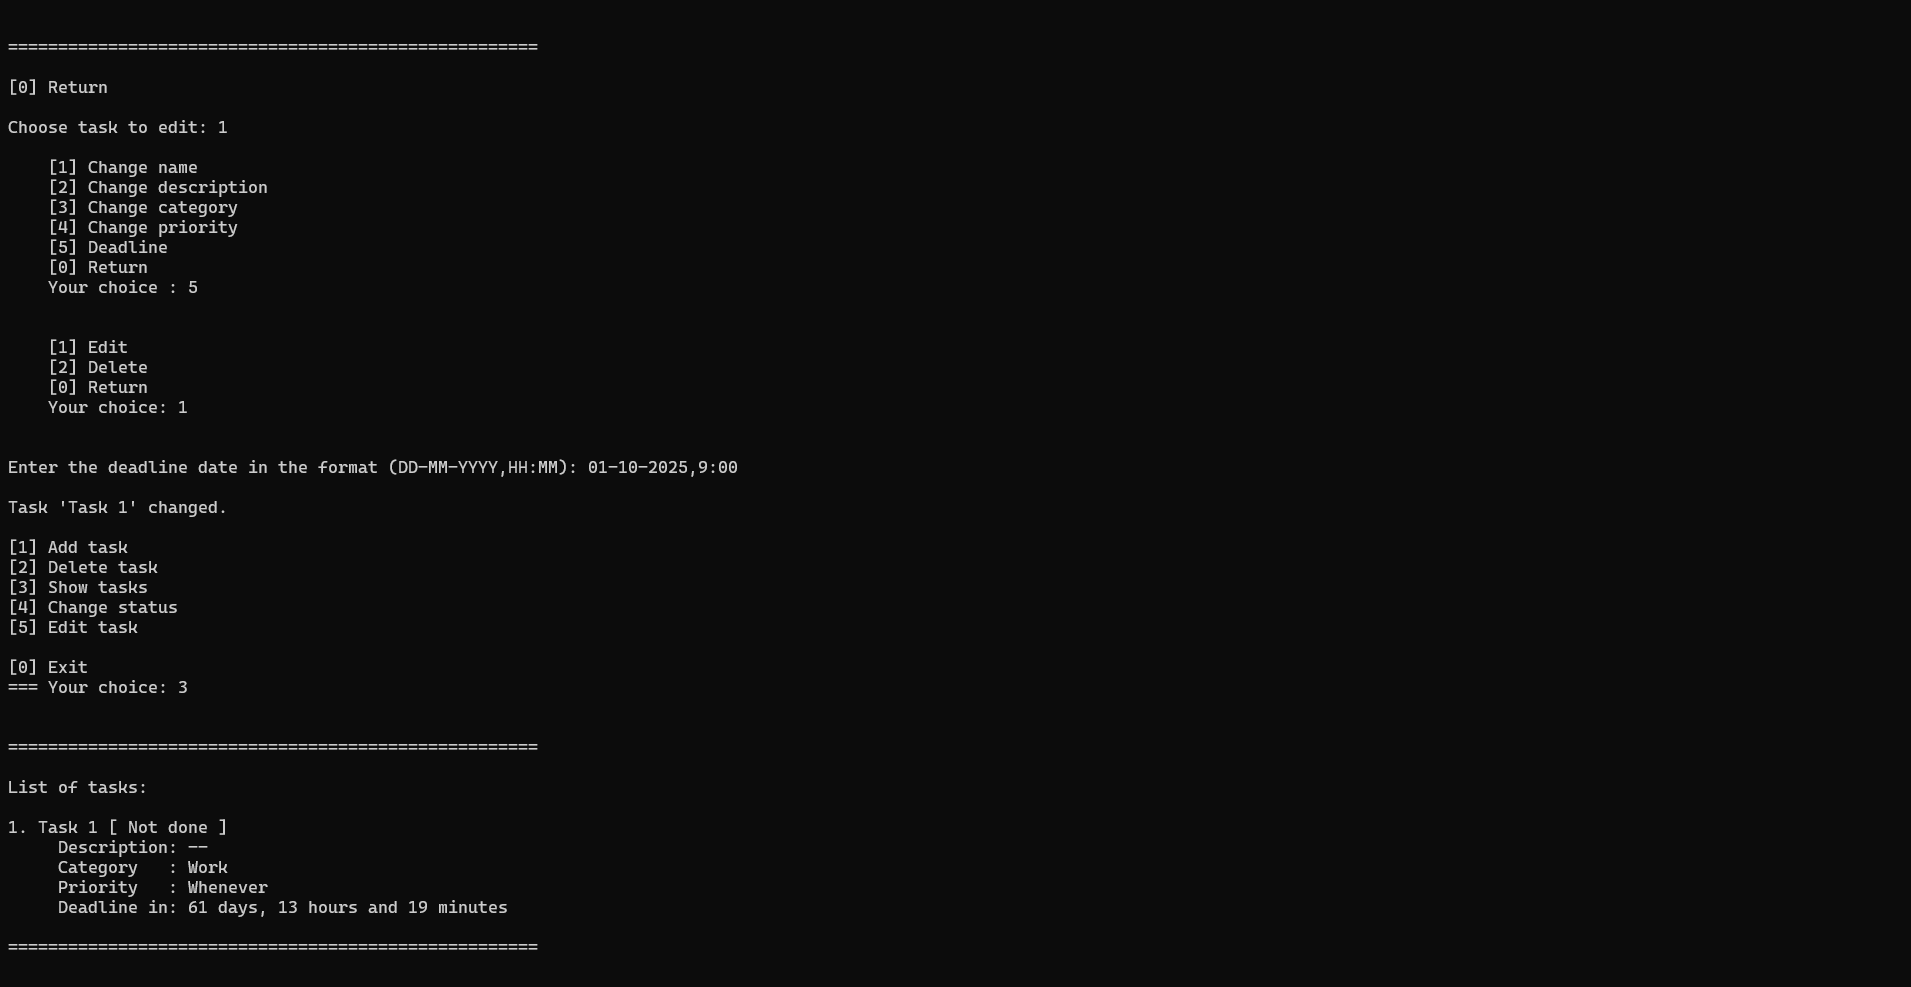 =====================================================
[0] Return
Choose task to edit: 1
[1] Change name
[2] Change description
[3] Change category
[4] Change priority
[5] Deadline
[0] Return
Your choice : 5
[1] Edit
[2] Delete
[0] Return
Your choice: 1
Enter the deadline date in the format (DD-MM-YYYY,HH:MM): 01-10-2025,9:00
Task 'Task 1' changed.
[1] Add task
[2] Delete task
[3] Show tasks
[4] Change status
[5] Edit task
[0] Exit
=== Your choice: 3
=====================================================
List of tasks:
1. Task 1 [ Not done ]
Description: --
Category   : Work
Priority   : Whenever
Deadline in: 61 days, 13 hours and 19 minutes
=====================================================